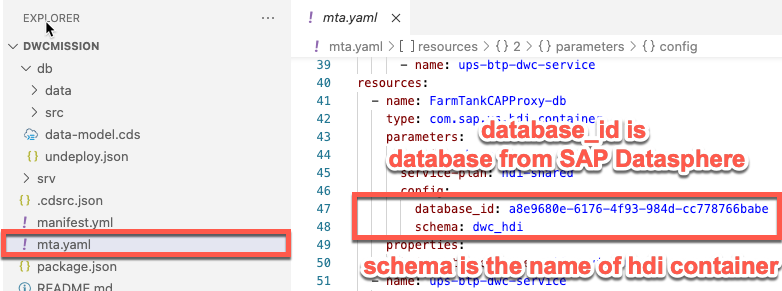 EXPLORER
DWCMISSION
db
data
src
data-model.cds
undeploy.json
srv
.cdsrc.json
manifest.yml
mta.yaml
package.json
README.md
mta.yaml
mta.yaml > [ ] resources > {} 2 > {} parameters > {} config
39 - name: ups-btp-dwc-service
40 resources:
41 - name: FarmTankCAPProxy-db
42 type: com.sap.xs.hdi-container
43 parameters:
database_id is
44
database from SAP Datasphere
45 service-plan: hdi-shared
46 config:
47 database_id: a8e9680e-6176-4f93-984d-cc778766babe
48 schema: dwc_hdi
49 properties:
schema is the name of hdi container
50
51 - name: ups-btp-dwc-service